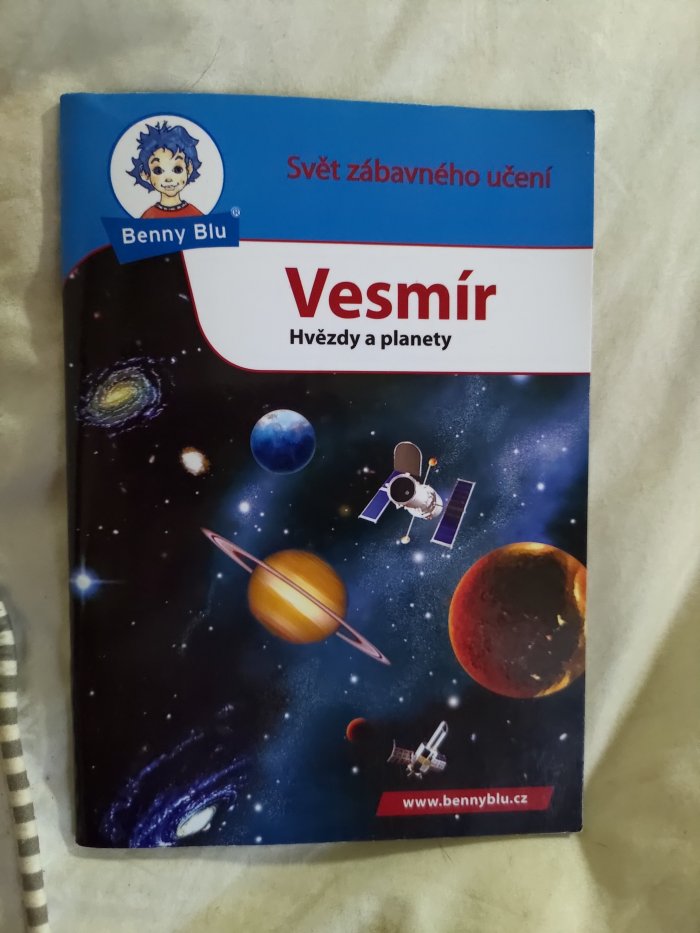 Svět zábavného učení
Benny Blu®
Vesmír
Hvězdy a planety
www.bennyblu.cz